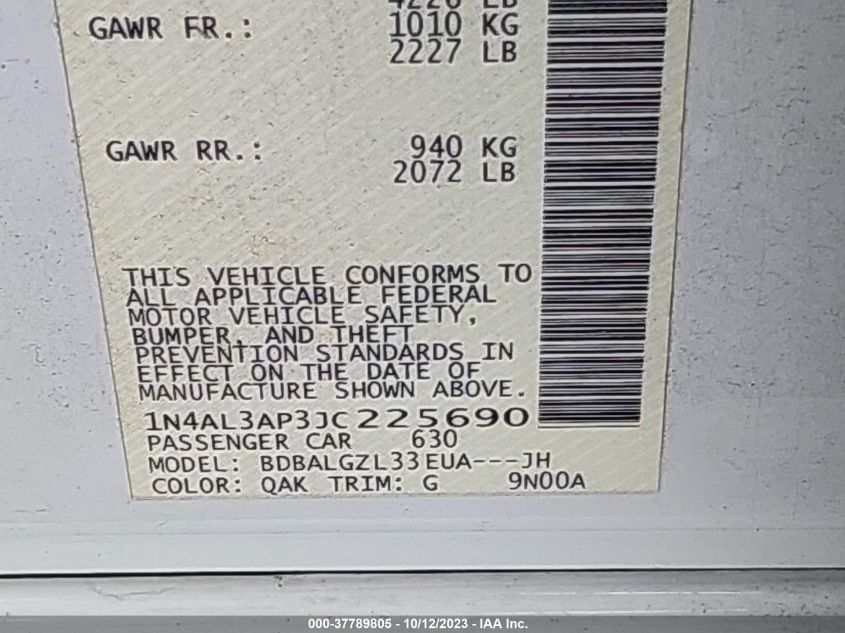 4226 LB
GAWR FR.: 1010 KG
2227 LB
GAWR RR.: 940 KG
2072 LB
THIS VEHICLE CONFORMS TO
ALL APPLICABLE FEDERAL
MOTOR VEHICLE SAFETY,
BUMPER, AND THEFT
PREVENTION STANDARDS IN
EFFECT ON THE DATE OF
MANUFACTURE SHOWN ABOVE.
1N4AL3AP3JC225690
PASSENGER CAR 630
MODEL: BDBALGZL33EUA---JH
COLOR: QAK TRIM: G 9N00A
000-37789805 - 10/12/2023 - IAA Inc.